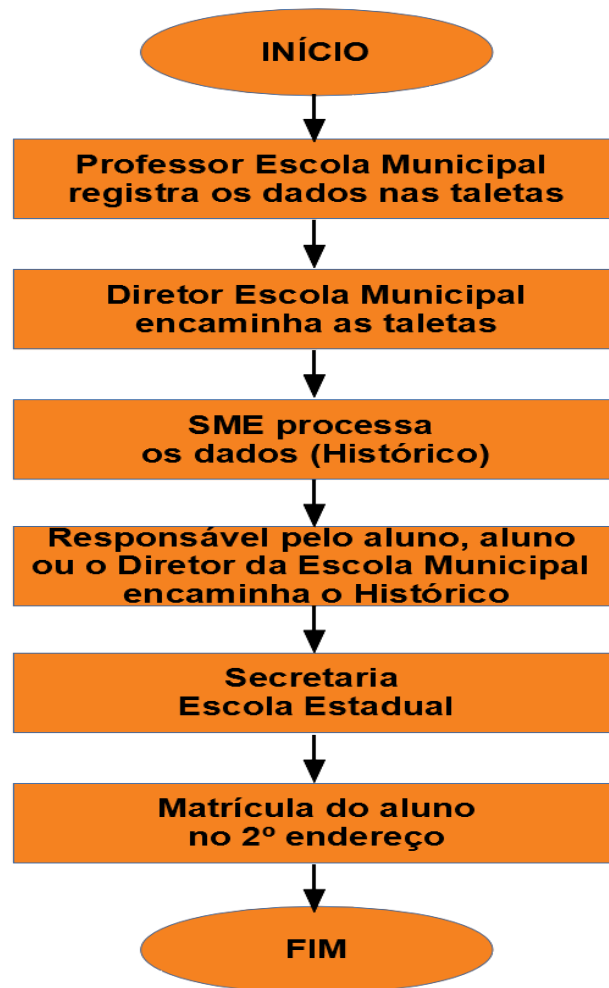 INÍCIO
Professor Escola Municipal
registra os dados nas taletas
Diretor Escola Municipal
encaminha as taletas
SME processa
os dados (Histórico)
Responsável pelo aluno, aluno
ou o Diretor da Escola Municipal
encaminha o Histórico
Secretaria
Escola Estadual
Matrícula do aluno
no 2º endereço
FIM